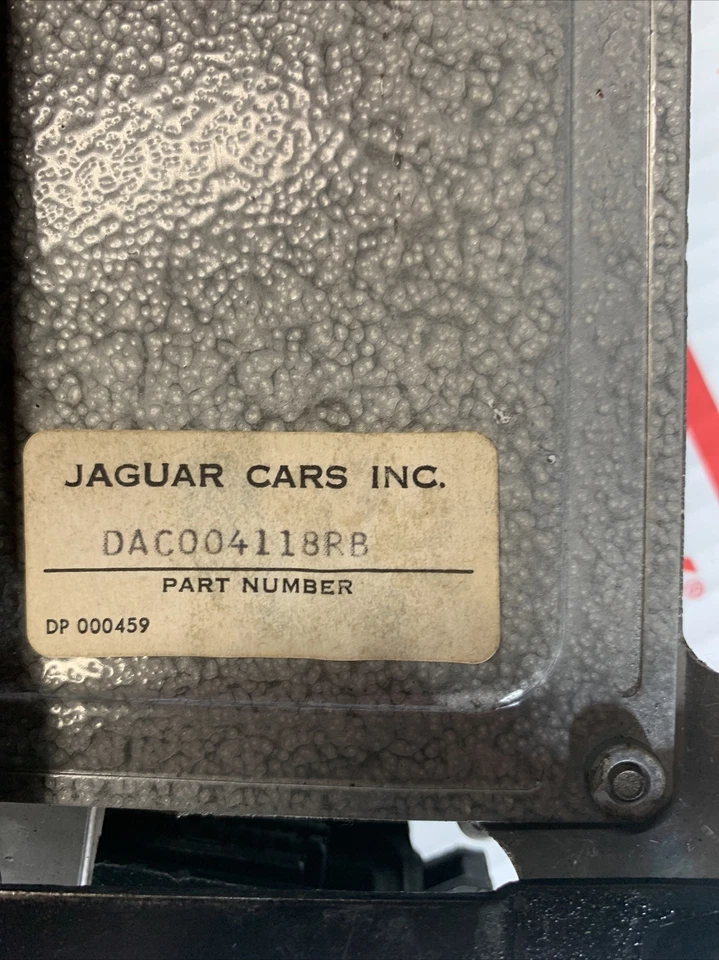 JAGUAR CARS INC.
DAC004118RB
PART NUMBER
DP 000459